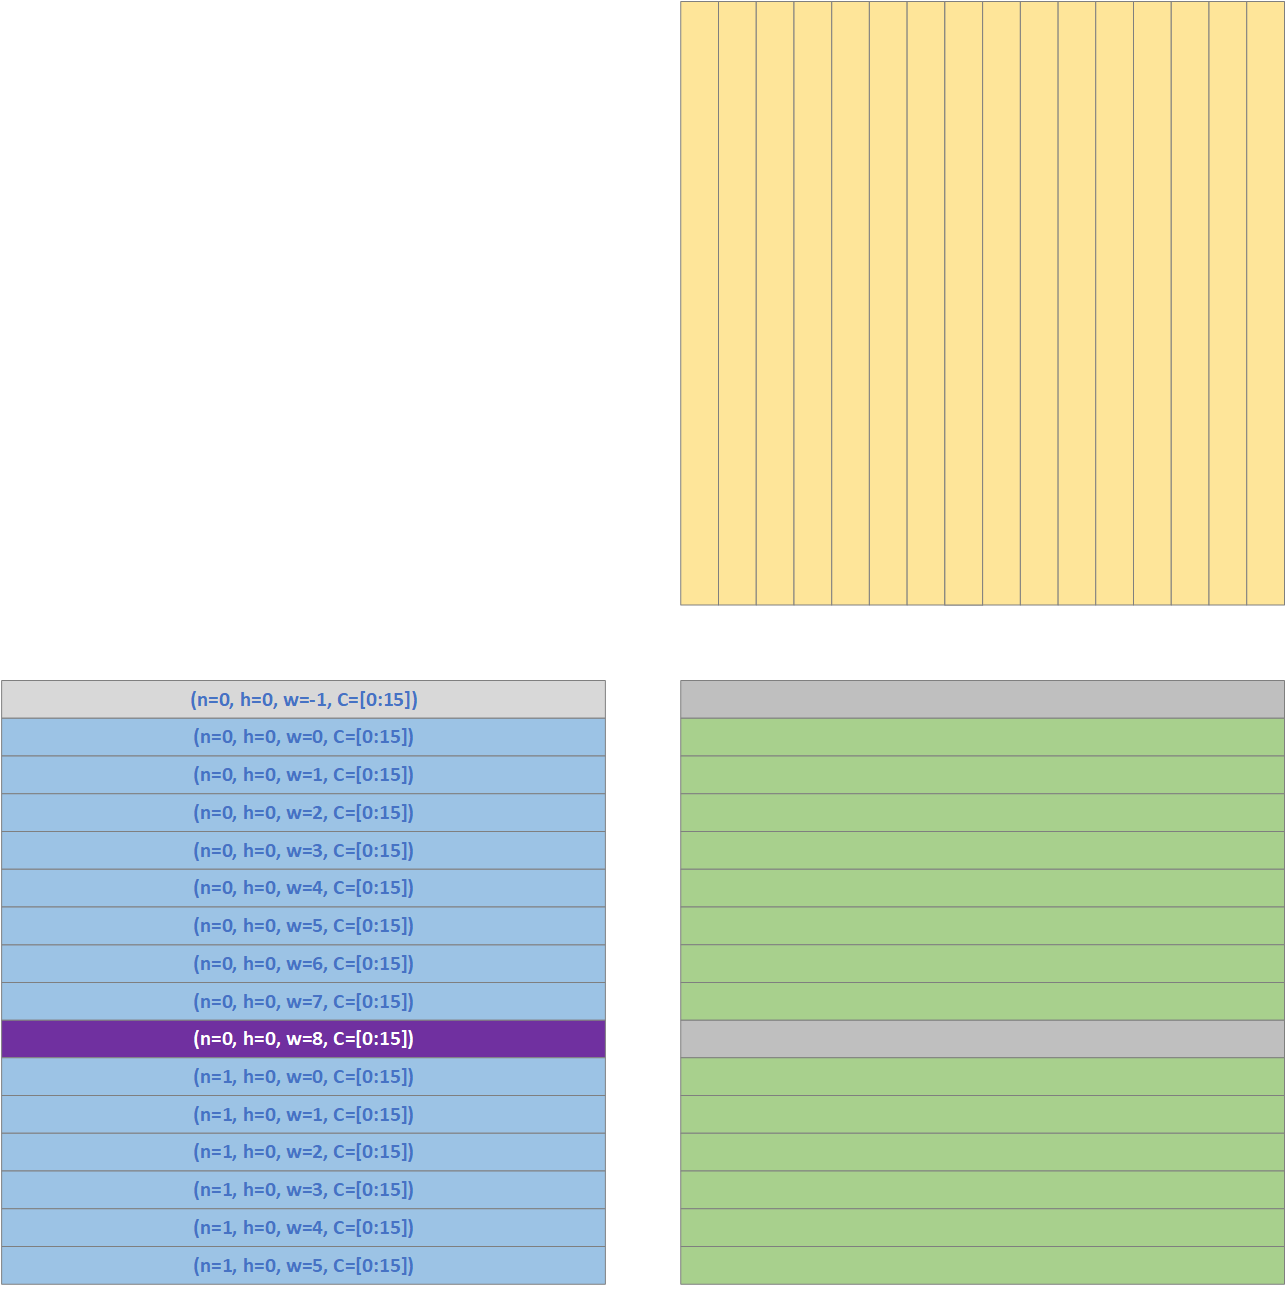 (n=0, h=0, w=-1, C=[0:15])
(n=0, h=0, w=0, C=[0:15])
(n=0, h=0, w=1, C=[0:15])
(n=0, h=0, w=2, C=[0:15])
(n=0, h=0, w=3, C=[0:15])
(n=0, h=0, w=4, C=[0:15])
(n=0, h=0, w=5, C=[0:15])
(n=0, h=0, w=6, C=[0:15])
(n=0, h=0, w=7, C=[0:15])
(n=0, h=0, w=8, C=[0:15])
(n=1, h=0, w=0, C=[0:15])
(n=1, h=0, w=1, C=[0:15])
(n=1, h=0, w=2, C=[0:15])
(n=1, h=0, w=3, C=[0:15])
(n=1, h=0, w=4, C=[0:15])
(n=1, h=0, w=5, C=[0:15])